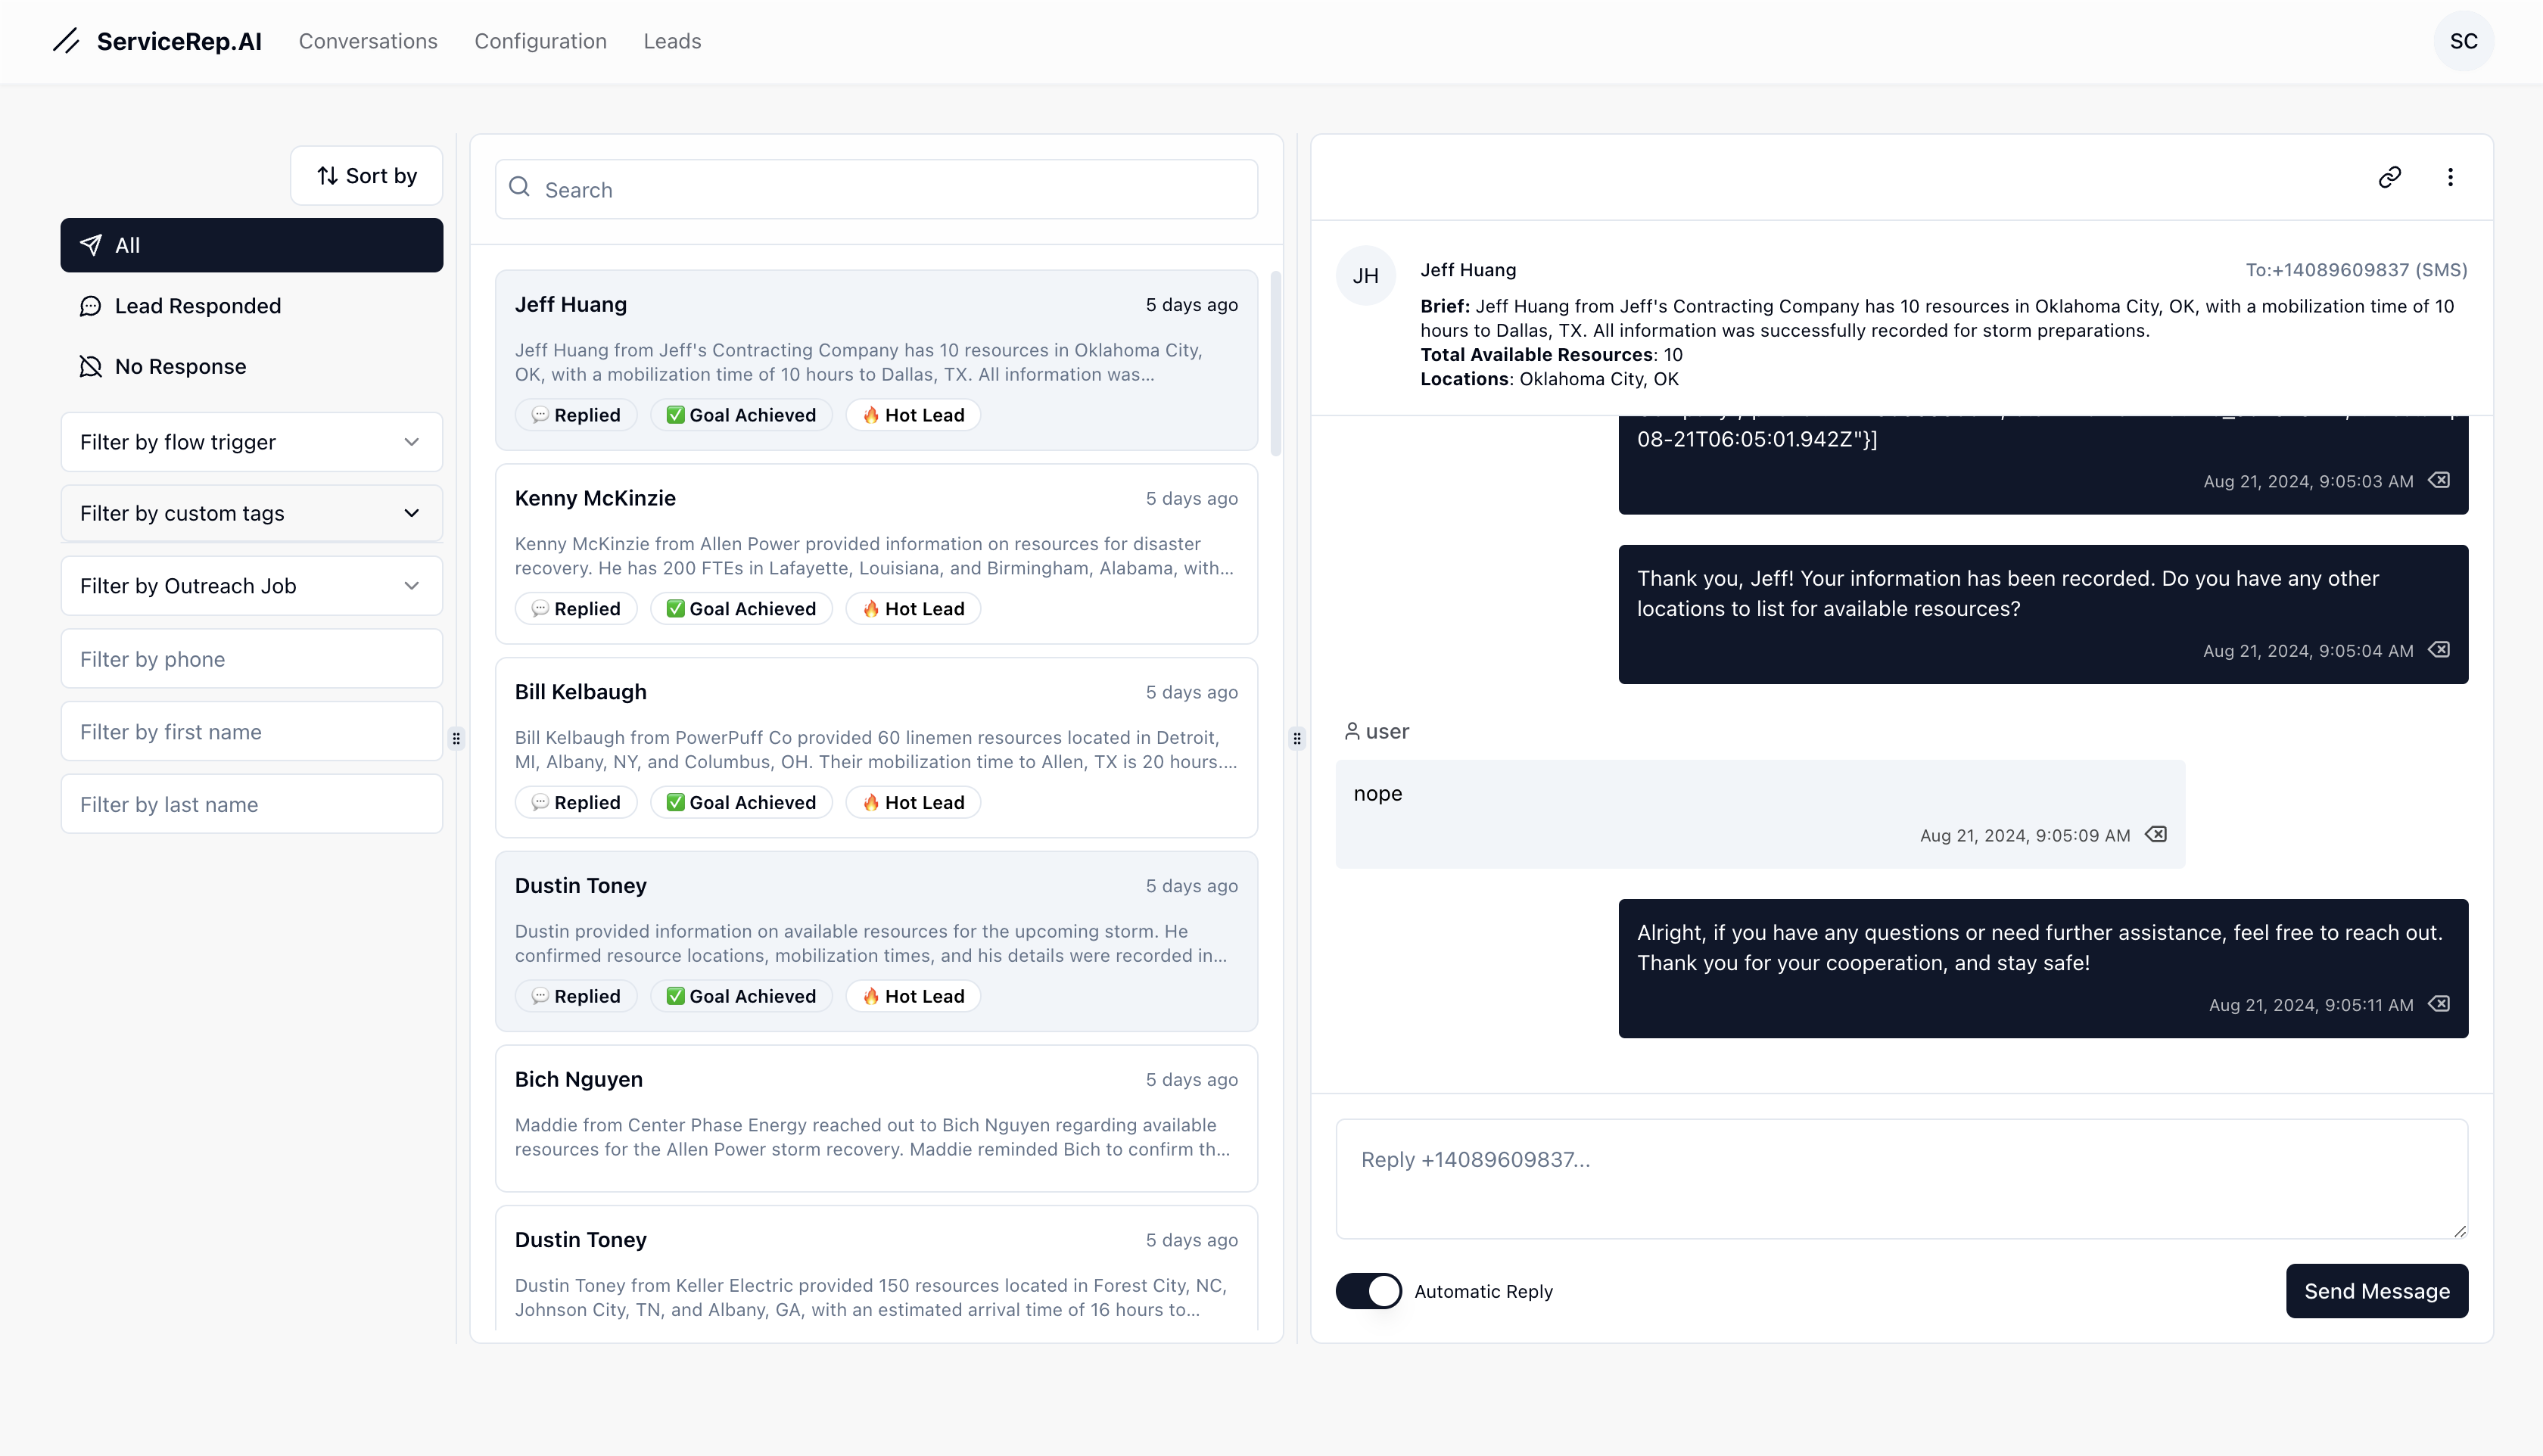 ServiceRep.AI
Conversations
Configuration
Leads
SC
Sort by
All
Lead Responded
No Response
Filter by flow trigger
Filter by custom tags
Filter by Outreach Job
Filter by phone
Filter by first name
Filter by last name
Search
Jeff Huang
5 days ago
Jeff Huang from Jeff's Contracting Company has 10 resources in Oklahoma City,
OK, with a mobilization time of 10 hours to Dallas, TX. All information was...
Replied
Goal Achieved
Hot Lead
Kenny McKinzie
5 days ago
Kenny McKinzie from Allen Power provided information on resources for disaster
recovery. He has 200 FTEs in Lafayette, Louisiana, and Birmingham, Alabama, with...
Replied
Goal Achieved
Hot Lead
Bill Kelbaugh
5 days ago
Bill Kelbaugh from PowerPuff Co provided 60 linemen resources located in Detroit,
MI, Albany, NY, and Columbus, OH. Their mobilization time to Allen, TX is 20 hours....
Replied
Goal Achieved
Hot Lead
Dustin Toney
5 days ago
Dustin provided information on available resources for the upcoming storm. He
confirmed resource locations, mobilization times, and his details were recorded in...
Replied
Goal Achieved
Hot Lead
Bich Nguyen
5 days ago
Maddie from Center Phase Energy reached out to Bich Nguyen regarding available
resources for the Allen Power storm recovery. Maddie reminded Bich to confirm th...
Dustin Toney
5 days ago
Dustin Toney from Keller Electric provided 150 resources located in Forest City, NC,
Johnson City, TN, and Albany, GA, with an estimated arrival time of 16 hours to...
JH
Jeff Huang
To:+14089609837 (SMS)
Brief: Jeff Huang from Jeff's Contracting Company has 10 resources in Oklahoma City, OK, with a mobilization time of 10
hours to Dallas, TX. All information was successfully recorded for storm preparations.
Total Available Resources: 10
Locations: Oklahoma City, OK
08-21T06:05:01.942Z"}]
Aug 21, 2024, 9:05:03 AM
Thank you, Jeff! Your information has been recorded. Do you have any other
locations to list for available resources?
Aug 21, 2024, 9:05:04 AM
user
nope
Aug 21, 2024, 9:05:09 AM
Alright, if you have any questions or need further assistance, feel free to reach out.
Thank you for your cooperation, and stay safe!
Aug 21, 2024, 9:05:11 AM
Reply +14089609837...
Automatic Reply
Send Message